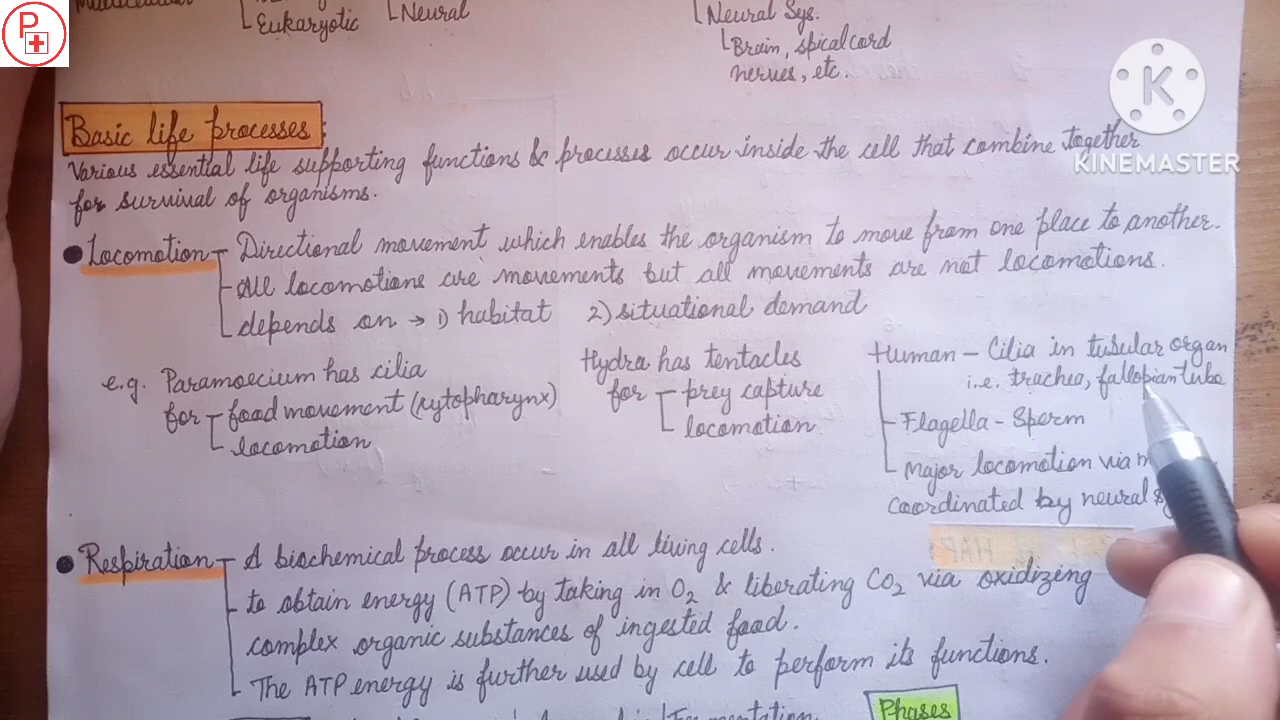 P
Eukaryotic
Neural
Neural Sys.
Brain, spical cord
nerves, etc.
KINEMASTER
Basic life processes:
Various essential life supporting functions & processes occur inside the cell that combine together
for survival of organisms.
Locomotion - Directional movement which enables the organism to move from one place to another.
- All locomotions are movements but all movements are not locomotions.
depends on → 1) habitat 2) situational demand
e.g. Paramoecium has cilia
for - food movement (cytopharynx)
locomotion
Hydra has tentacles
for - prey capture
locomotion
Human - Cilia in tubular organ
i.e. trachea, fallopian tube
- Flagella - Sperm
- Major locomotion via
coordinated by neural
Respiration - A biochemical process occur in all living cells.
- to obtain energy (ATP) by taking in O2 & liberating CO2 via oxidizing
complex organic substances of ingested food.
- The ATP energy is further used by cell to perform its functions.
Phases